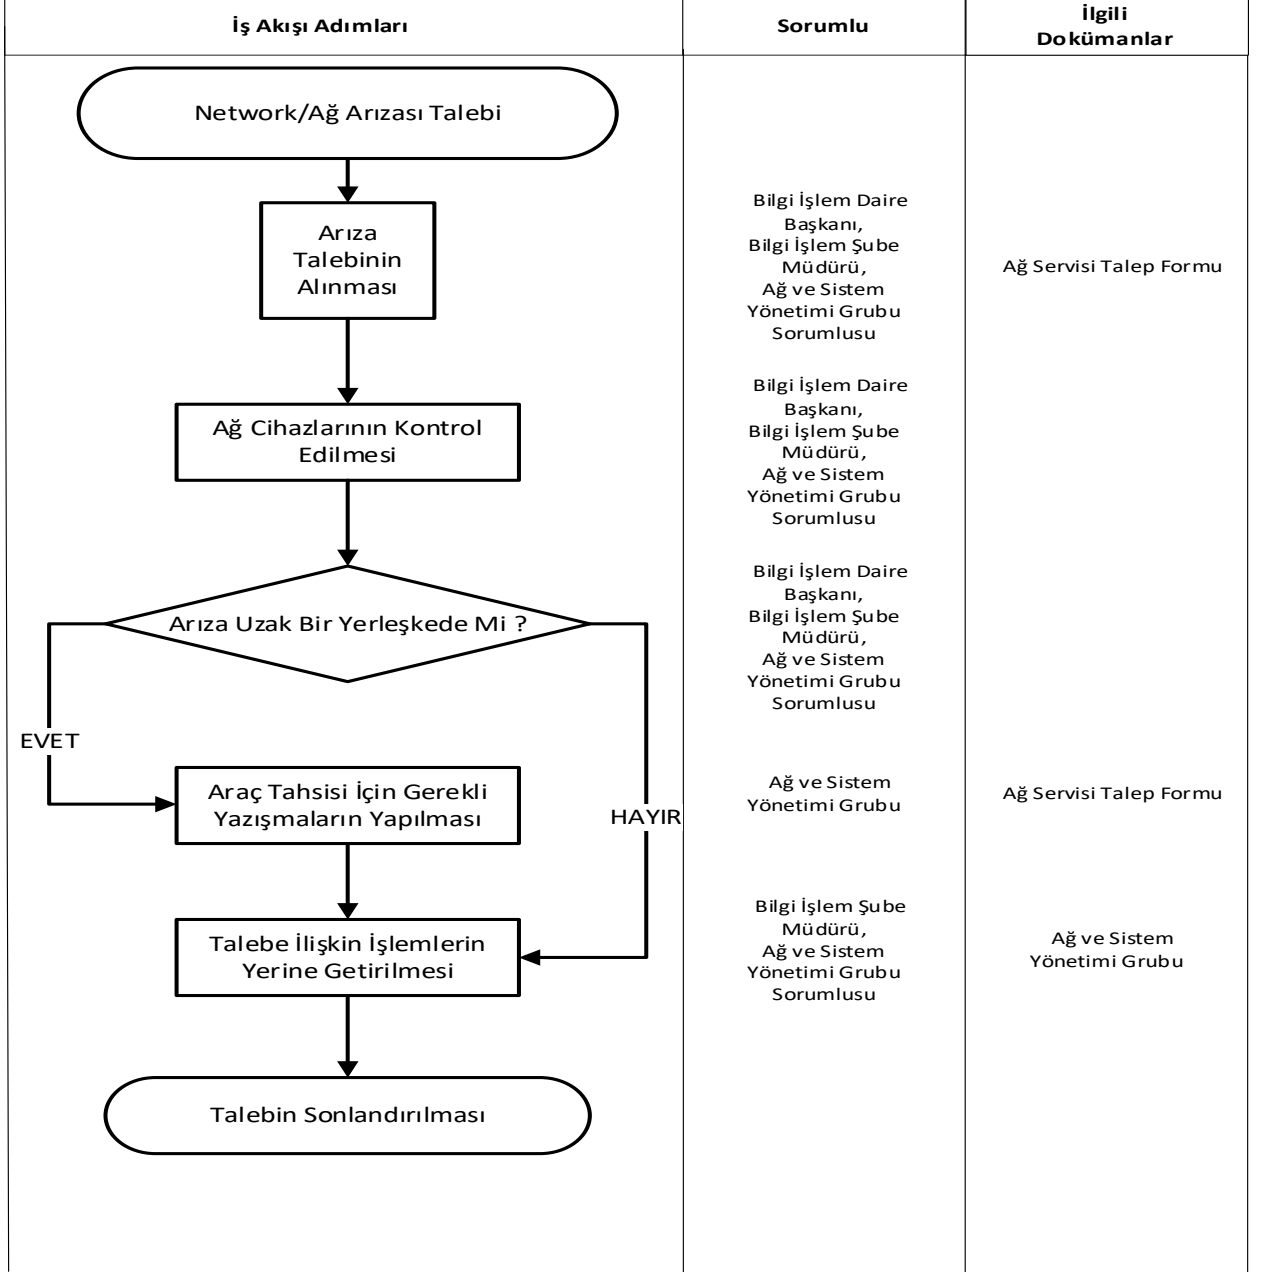 İş Akışı Adımları
Sorumlu
İlgili
Dokümanlar
Network/Ağ Arızası Talebi
Arıza
Talebinin
Alınması
Bilgi İşlem Daire
Başkanı,
Bilgi İşlem Şube
Müdürü,
Ağ ve Sistem
Yönetimi Grubu
Sorumlusu
Ağ Servisi Talep Formu
Ağ Cihazlarının Kontrol
Edilmesi
Bilgi İşlem Daire
Başkanı,
Bilgi İşlem Şube
Müdürü,
Ağ ve Sistem
Yönetimi Grubu
Sorumlusu
Arıza Uzak Bir Yerleşkede Mi ?
Bilgi İşlem Daire
Başkanı,
Bilgi İşlem Şube
Müdürü,
Ağ ve Sistem
Yönetimi Grubu
Sorumlusu
EVET
HAYIR
Araç Tahsisi İçin Gerekli
Yazışmaların Yapılması
Ağ ve Sistem
Yönetimi Grubu
Ağ Servisi Talep Formu
Talebe İlişkin İşlemlerin
Yerine Getirilmesi
Bilgi İşlem Şube
Müdürü,
Ağ ve Sistem
Yönetimi Grubu
Sorumlusu
Ağ ve Sistem
Yönetimi Grubu
Talebin Sonlandırılması